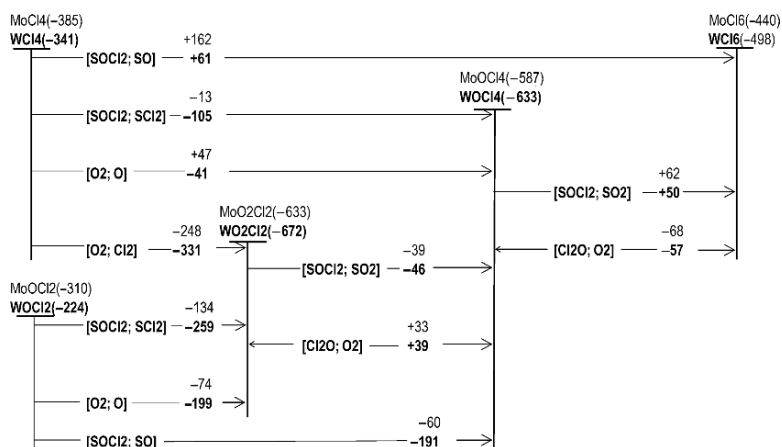 MoCl4(−385)
WCl4(−341)
MoCl6(−440)
WCl6(−498)
+162
[SOCl2; SO] +61
MoOCl4(−587)
WOCl4(−633)
−13
[SOCl2; SCl2] −105
+47
[O2; O] −41
+62
[SOCl2; SO2] +50
MoO2Cl2(−633)
WO2Cl2(−672)
−248
[O2; Cl2] −331
−68
[Cl2O; O2] −57
−39
[SOCl2; SO2] −46
MoOCl2(−310)
WOCl2(−224)
−134
[SOCl2; SCl2] −259
+33
[Cl2O; O2] +39
−74
[O2; O] −199
−60
[SOCl2; SO] −191